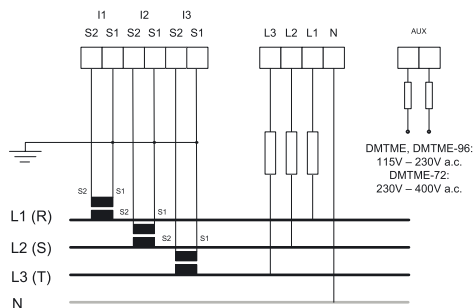 I1 I2 I3
S2 S1 S2 S1 S2 S1 L3 L2 L1 N AUX
DMTME, DMTME-96:
115V – 230V a.c.
DMTME-72:
230V – 400V a.c.
S2 S1
L1 (R) S2 S1
L2 (S) S2 S1
L3 (T)
N